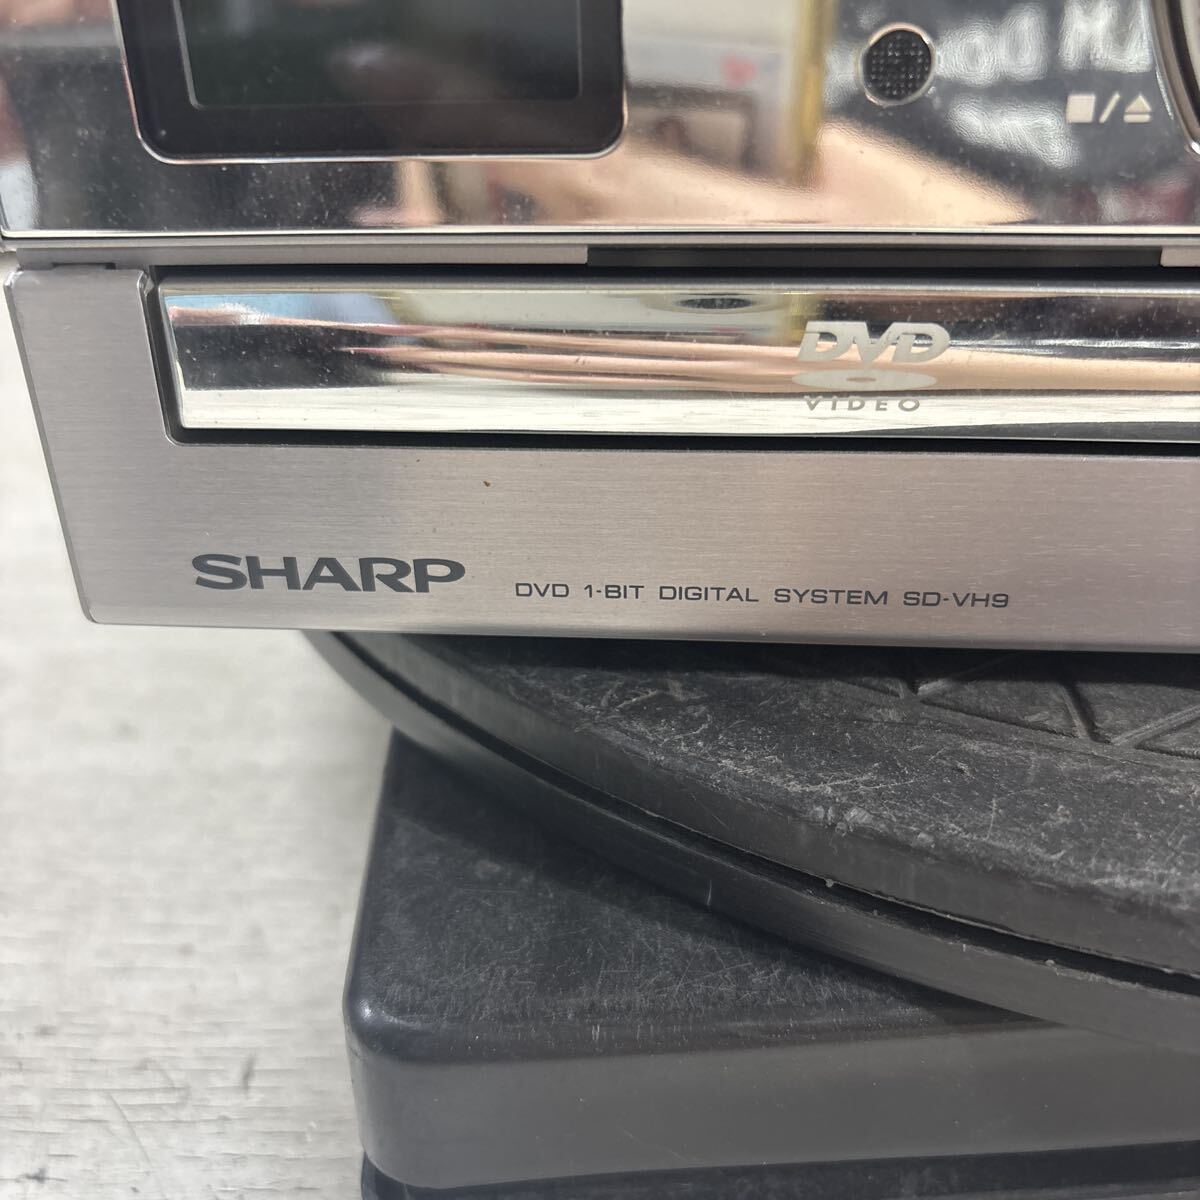 ■/⏏
DVD
VIDEO
SHARP DVD 1-BIT DIGITAL SYSTEM SD-VH9